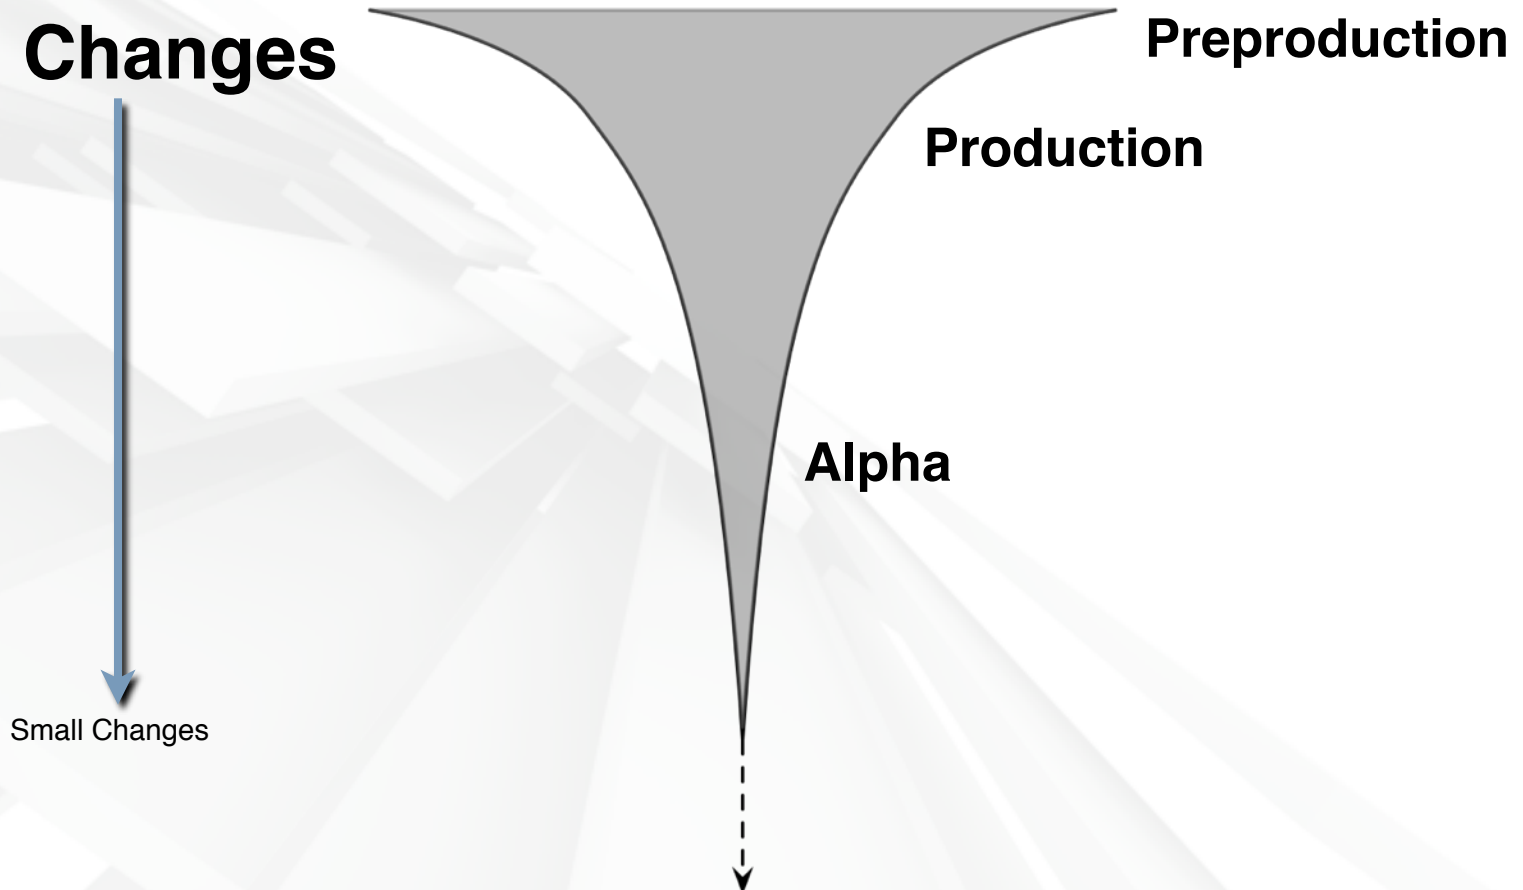 Changes
Preproduction
Production
Alpha
Small Changes